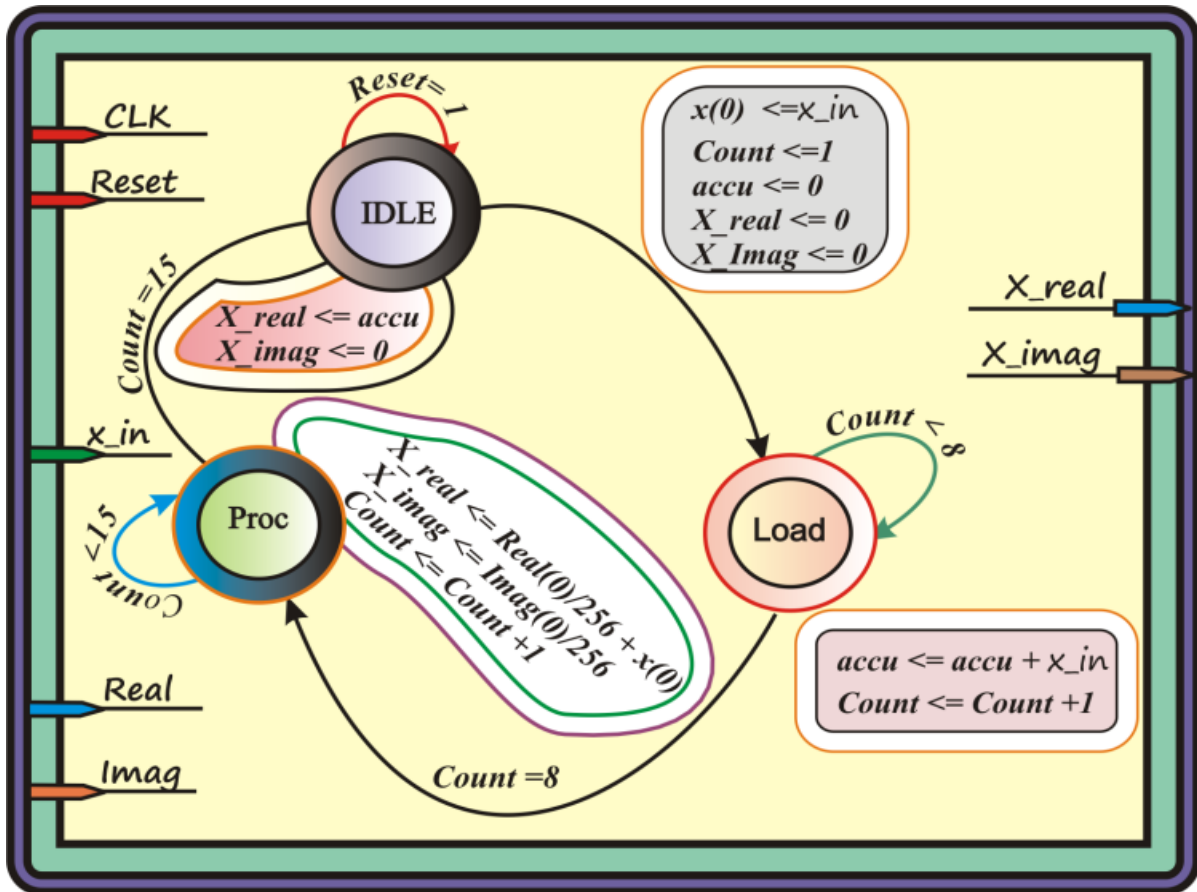 CLK
Reset
x_in
Real
Imag
X_real
X_imag
Reset= 1
IDLE
x(0) <=x_in
Count <=1
accu <= 0
X_real <= 0
X_Imag <= 0
Count =15
X_real <= accu
X_imag <= 0
Count < 8
Load
accu <= accu + x_in
Count <= Count +1
Count =8
Proc
Count <15
X_real <= Real(0)/256 + x(0)
X_imag <= Imag(0)/256
Count <= Count +1